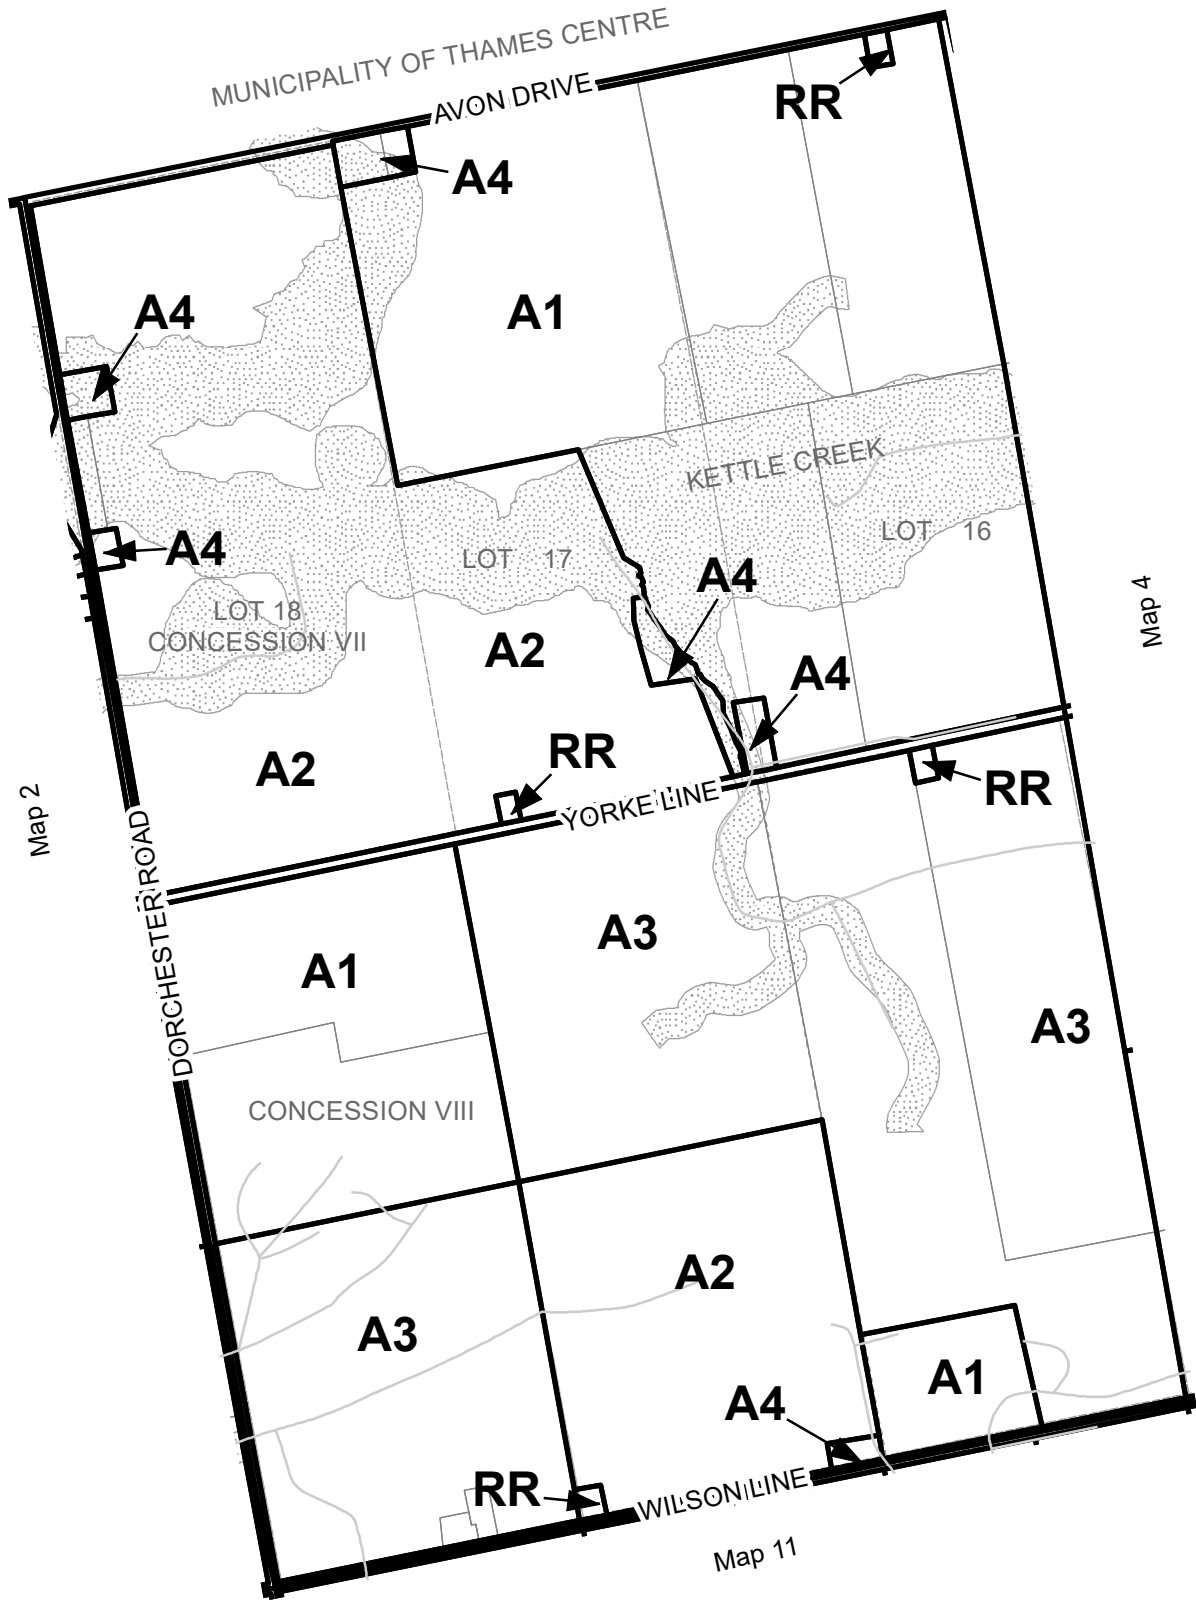 MUNICIPALITY OF THAMES CENTRE
AVON DRIVE
RR
A4
A4
A1
KETTLE CREEK
A4
LOT 17
LOT 16
A4
LOT 18
CONCESSION VII
A2
A4
Map 4
A2
RR
RR
YORKE LINE
Map 2
DORCHESTER ROAD
A3
A1
A3
CONCESSION VIII
A2
A3
A1
A4
RR
WILSON LINE
Map 11